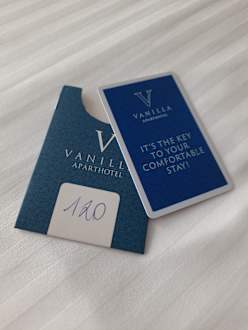 V
VANILLA
APARTHOTEL
120
V
VANILLA
APARTHOTEL
IT'S THE KEY
TO YOUR
COMFORTABLE
STAY!